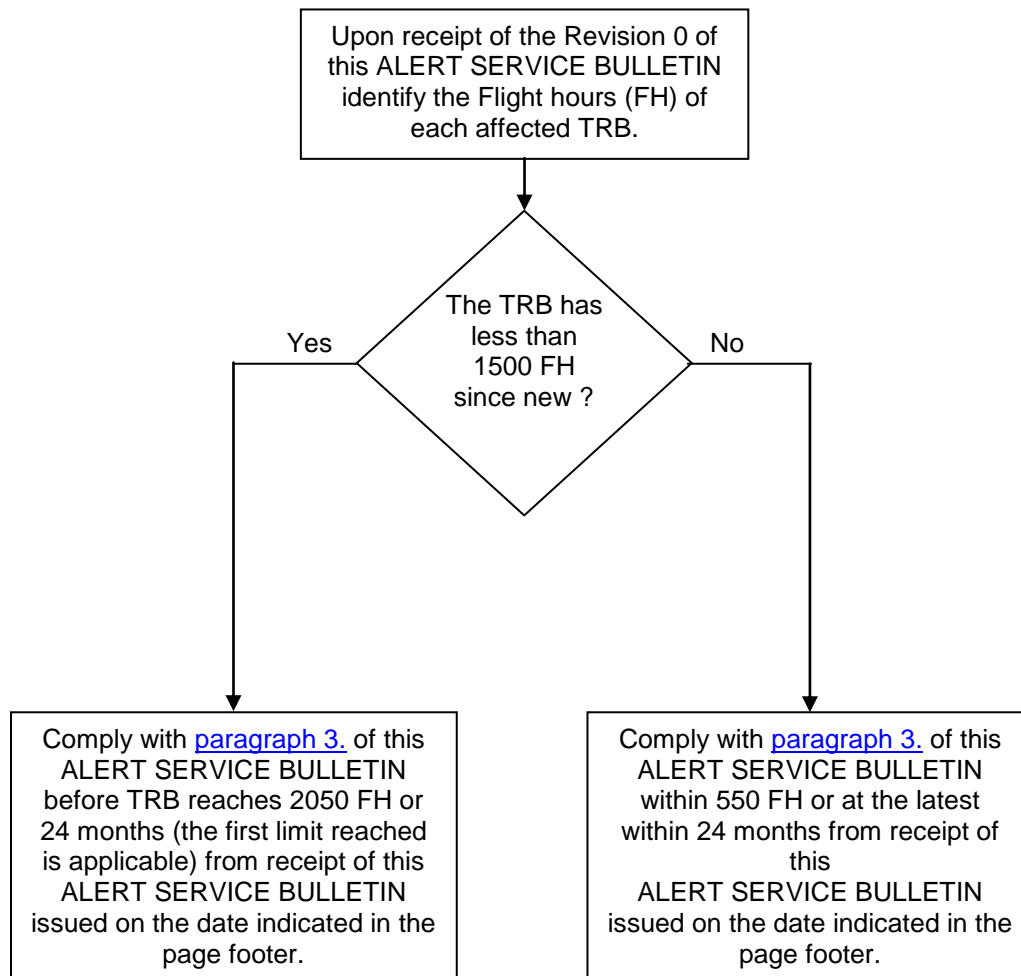 Upon receipt of the Revision 0 of
this ALERT SERVICE BULLETIN
identify the Flight hours (FH) of
each affected TRB.
The TRB has
less than
1500 FH
since new ?
Yes
No
Comply with paragraph 3. of this
ALERT SERVICE BULLETIN
before TRB reaches 2050 FH or
24 months (the first limit reached
is applicable) from receipt of this
ALERT SERVICE BULLETIN
issued on the date indicated in the
page footer.
Comply with paragraph 3. of this
ALERT SERVICE BULLETIN
within 550 FH or at the latest
within 24 months from receipt of
this
ALERT SERVICE BULLETIN
issued on the date indicated in the
page footer.